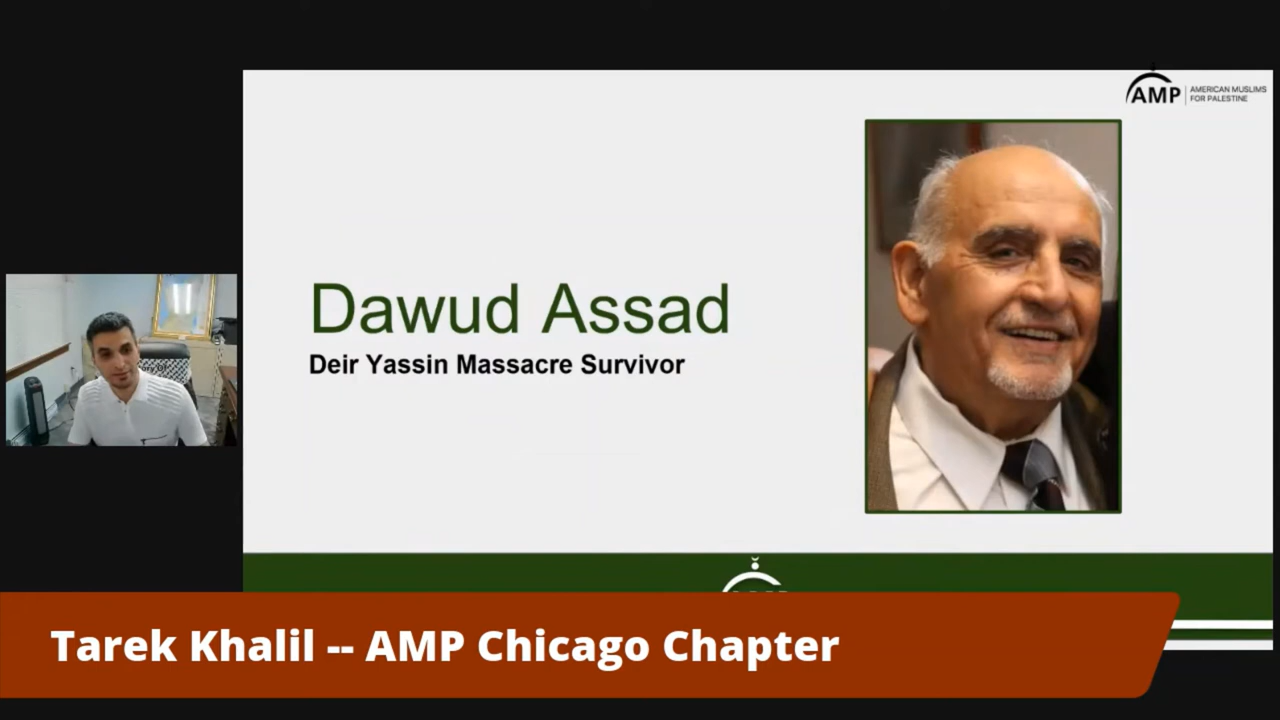 AMP
AMERICAN MUSLIMS
FOR PALESTINE
Dawud Assad
Deir Yassin Massacre Survivor
Tarek Khalil -- AMP Chicago Chapter